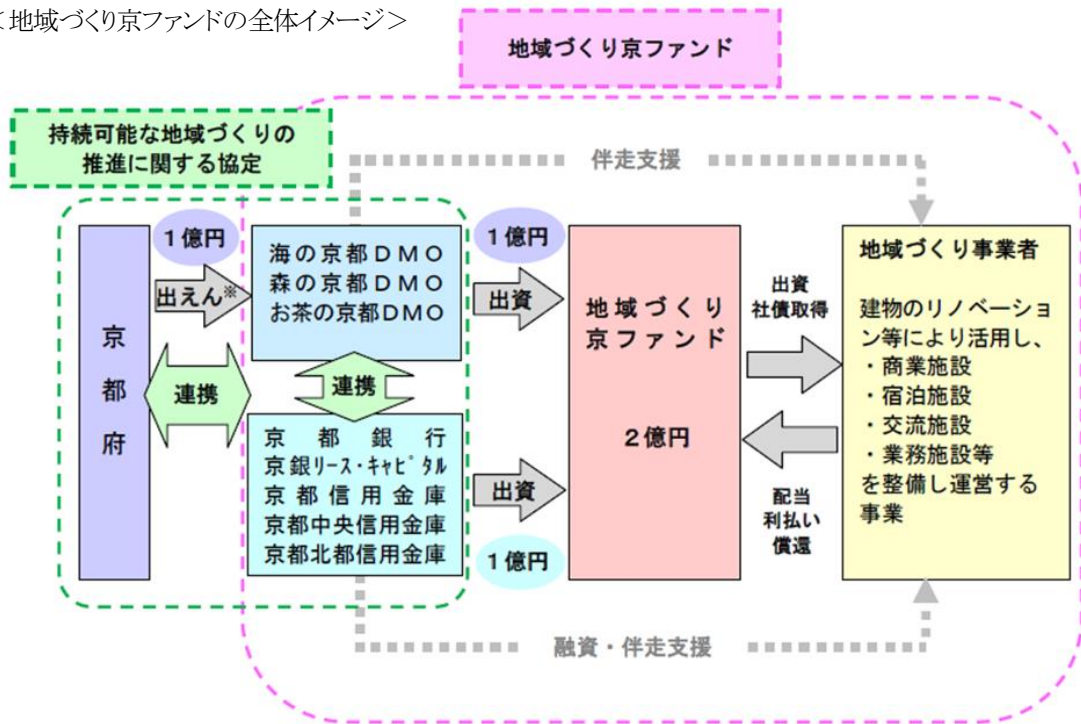 ＜地域づくり京ファンドの全体イメージ＞
地域づくり京ファンド
持続可能な地域づくりの
推進に関する協定
伴走支援
京都府
1億円
出えん※
連携
海の京都DMO
森の京都DMO
お茶の京都DMO
連携
京都銀行
京銀リース・キャピタル
京都信用金庫
京都中央信用金庫
京都北都信用金庫
1億円
出資
出資
1億円
地域づくり
京ファンド
2億円
出資
社債取得
配当
利払い
償還
地域づくり事業者
建物のリノベーショ
ン等により活用し、
・商業施設
・宿泊施設
・交流施設
・業務施設等
を整備し運営する
事業
融資・伴走支援